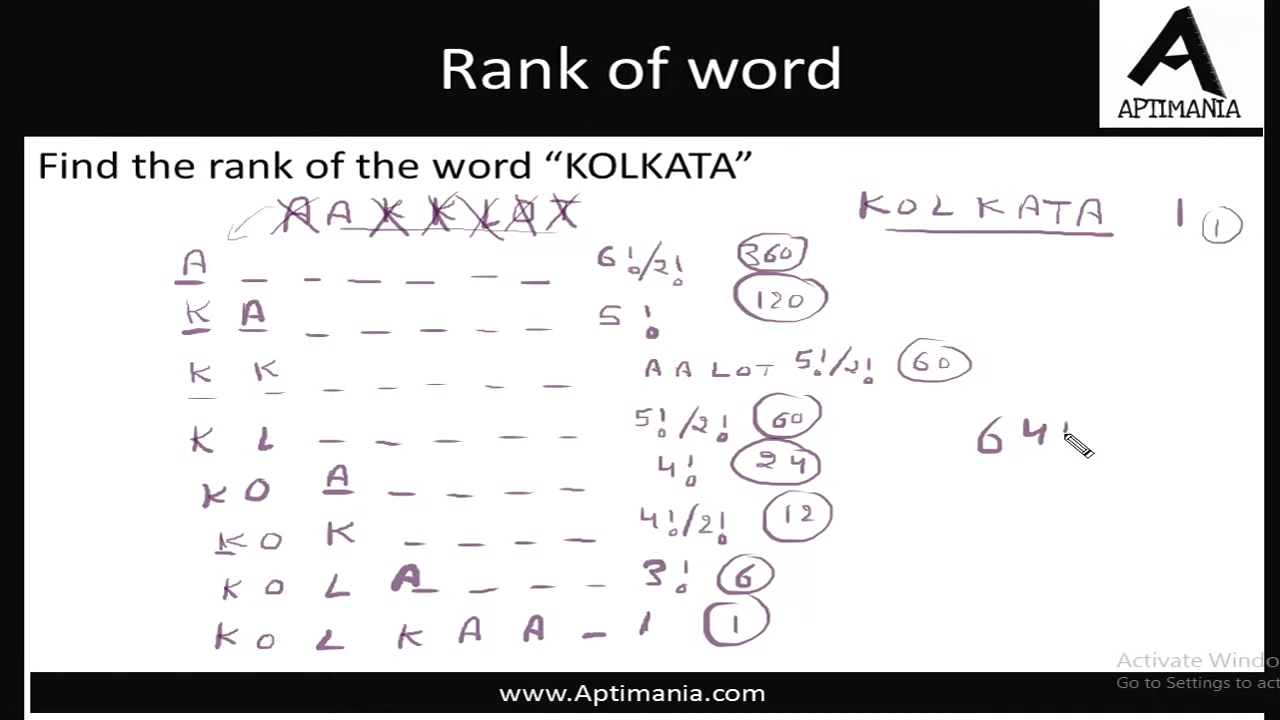 Rank of word
APTIMANIA
Find the rank of the word “KOLKATA”
A A K K L O T
KOLKATA 1 1
A _ _ _ _ _ _ 6!/2! 360
K A _ _ _ _ _ 5! 120
K K _ _ _ _ _ A A L O T 5!/2! 60
K L _ _ _ _ _ 5!/2! 60
6 4
K O A _ _ _ _ 4! 24
K O K _ _ _ _ 4!/2! 12
K O L A _ _ _ 3! 6
K O L K A A _ 1 1
Activate Windo
Go to Settings to act
www.Aptimania.com